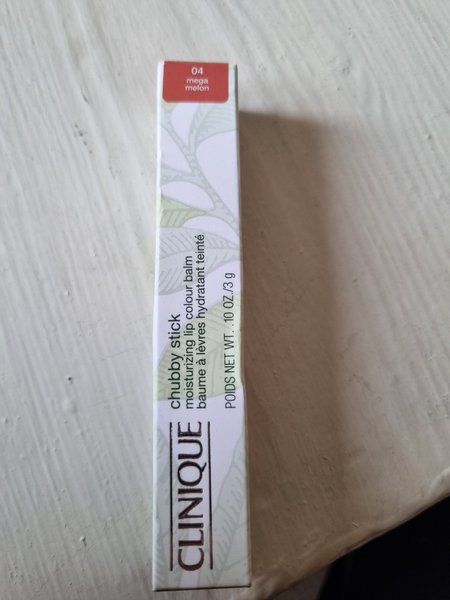 04
mega
melon
CLINIQUE
chubby stick
moisturizing lip colour balm
baume à lèvres hydratant teinté
POIDS NET WT. .10 OZ./3 g